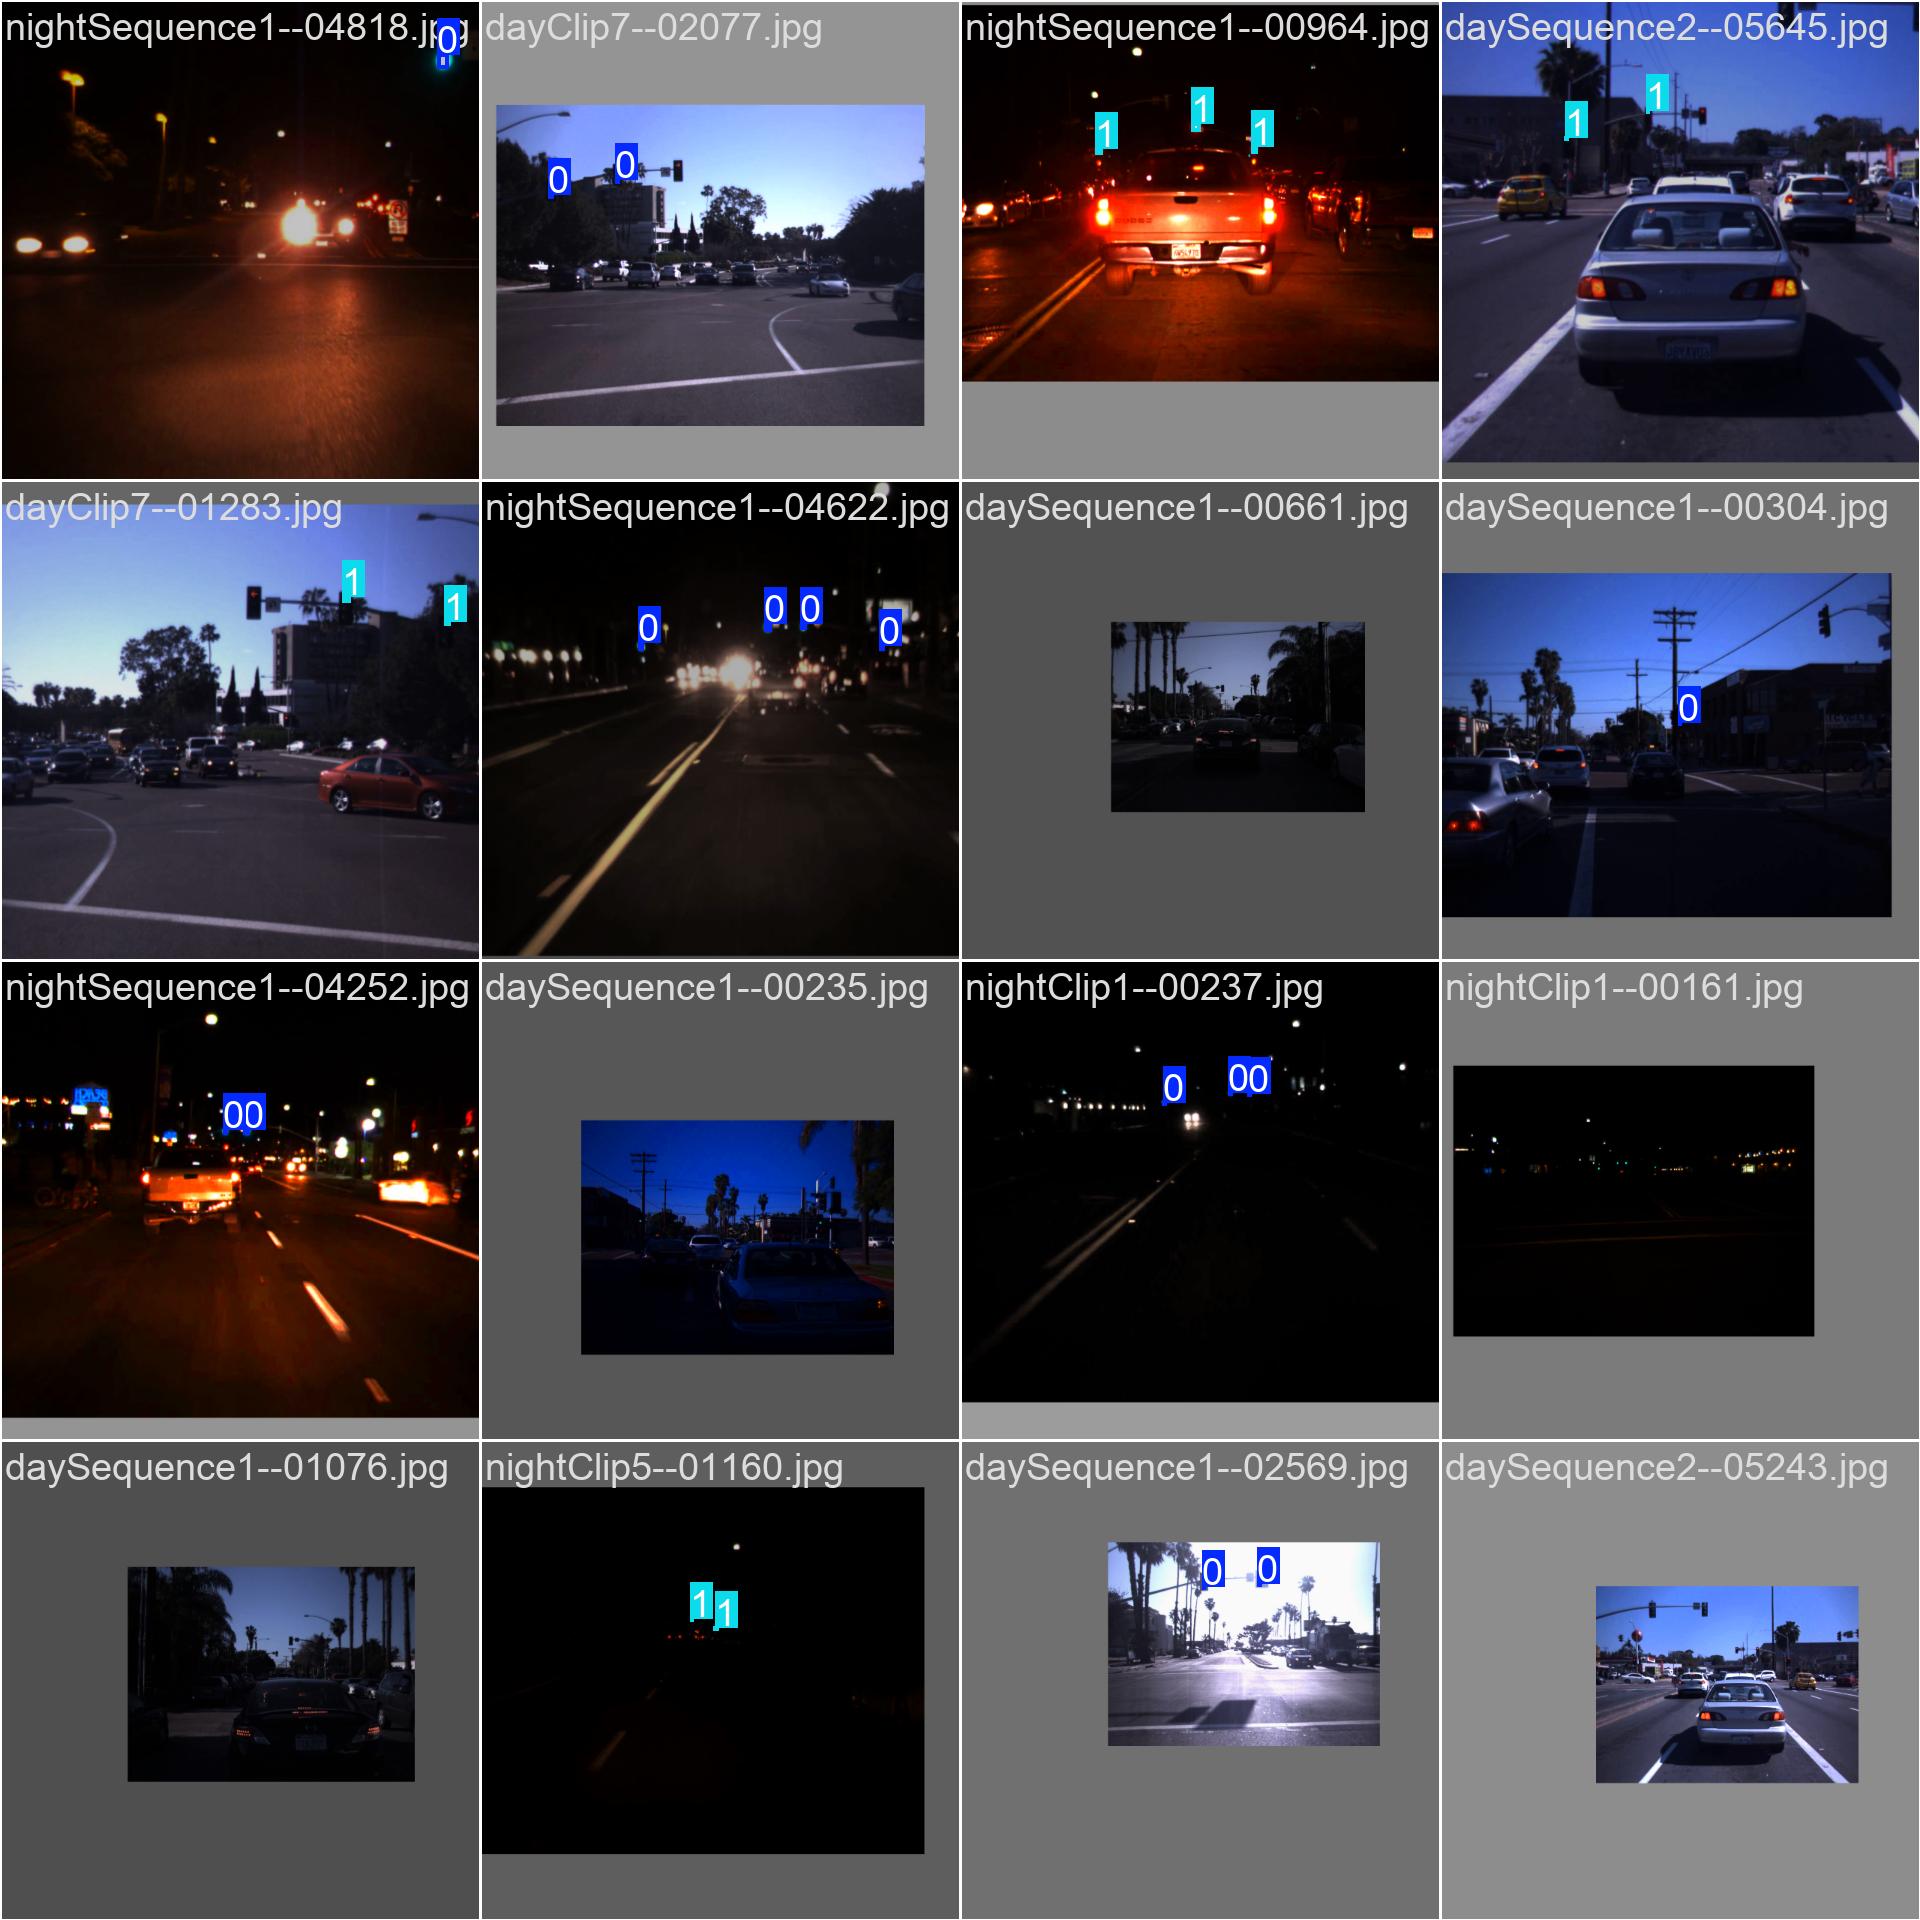 nightSequence1--04818.jpg
0
dayClip7--02077.jpg
0
0
nightSequence1--00964.jpg
1
1
1
daySequence2--05645.jpg
1
1
dayClip7--01283.jpg
1
1
nightSequence1--04622.jpg
0
0
0
0
daySequence1--00661.jpg
daySequence1--00304.jpg
0
nightSequence1--04252.jpg
00
daySequence1--00235.jpg
nightClip1--00237.jpg
0
00
nightClip1--00161.jpg
daySequence1--01076.jpg
nightClip5--01160.jpg
1
1
daySequence1--02569.jpg
0
0
daySequence2--05243.jpg